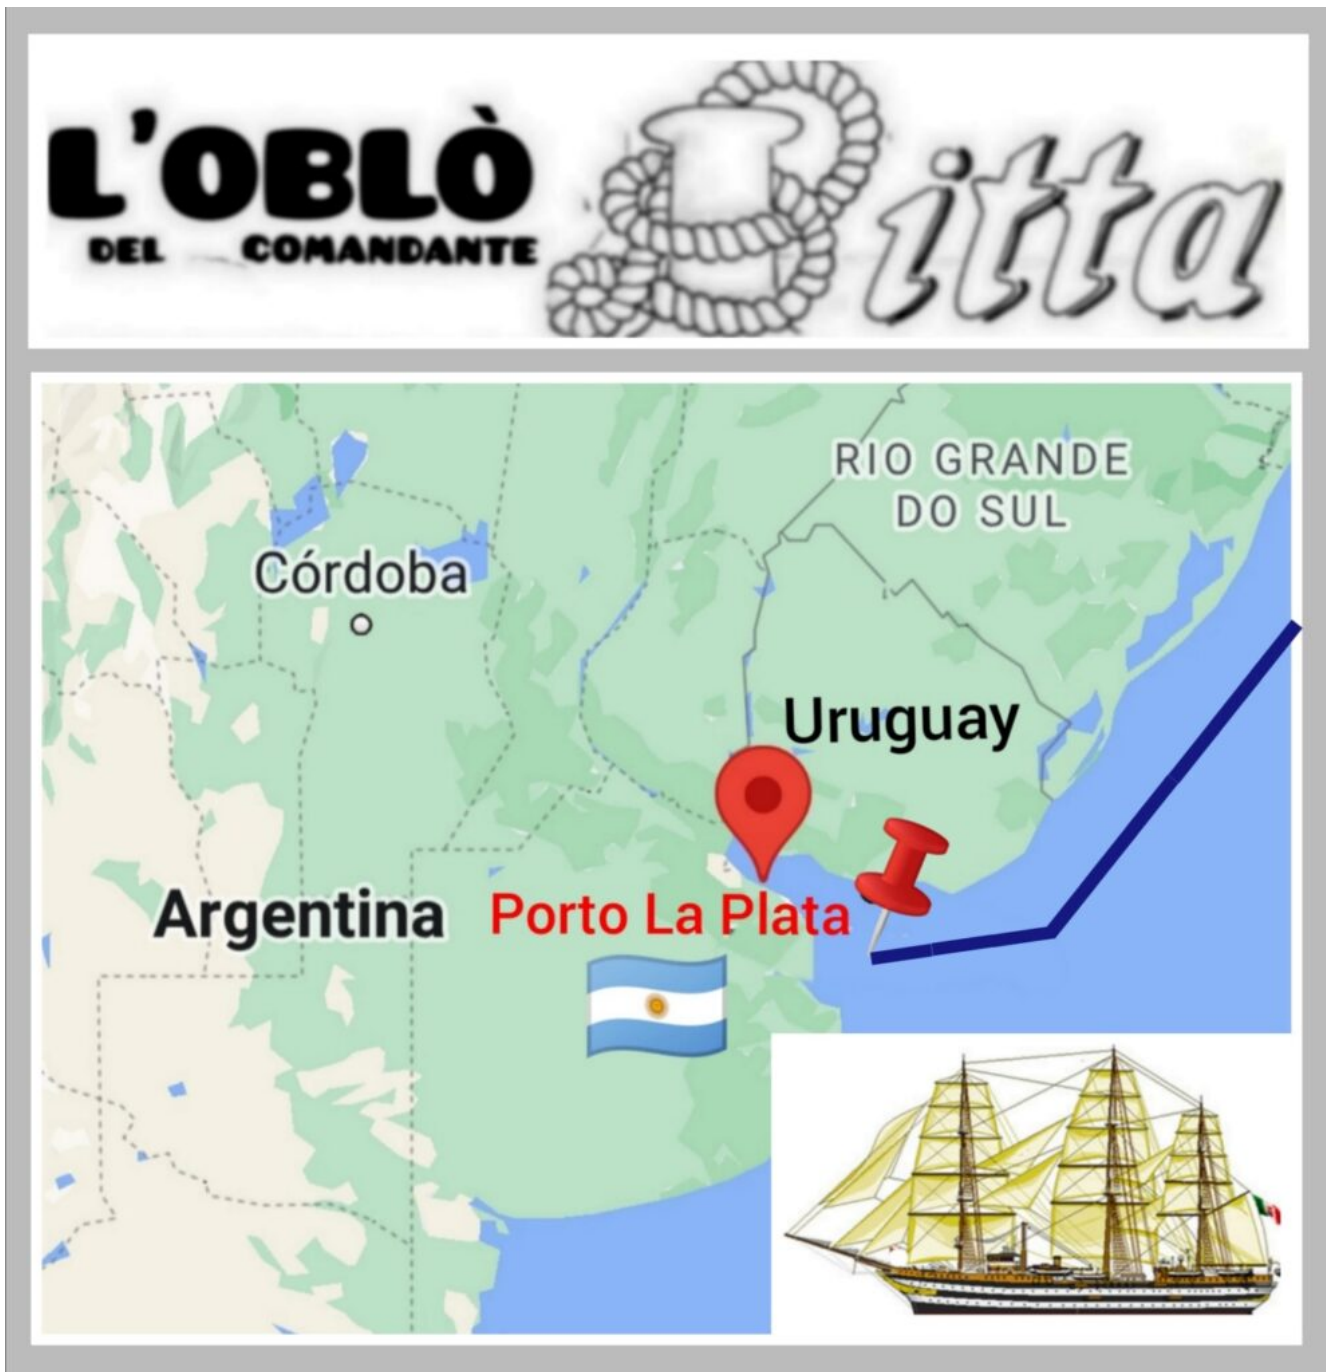 L'OBLÒ
DEL COMANDANTE
Bitta
RIO GRANDE
DO SUL
Córdoba
Uruguay
Argentina
Porto La Plata